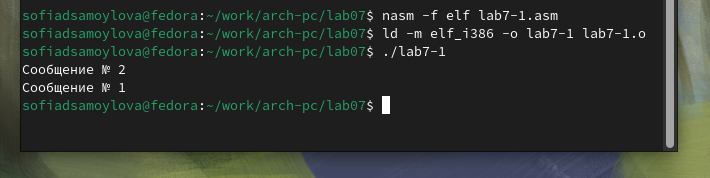 sofiadsamoylova@fedora:~/work/arch-pc/lab07$ nasm -f elf lab7-1.asm
sofiadsamoylova@fedora:~/work/arch-pc/lab07$ ld -m elf_i386 -o lab7-1 lab7-1.o
sofiadsamoylova@fedora:~/work/arch-pc/lab07$ ./lab7-1
Сообщение № 2
Сообщение № 1
sofiadsamoylova@fedora:~/work/arch-pc/lab07$